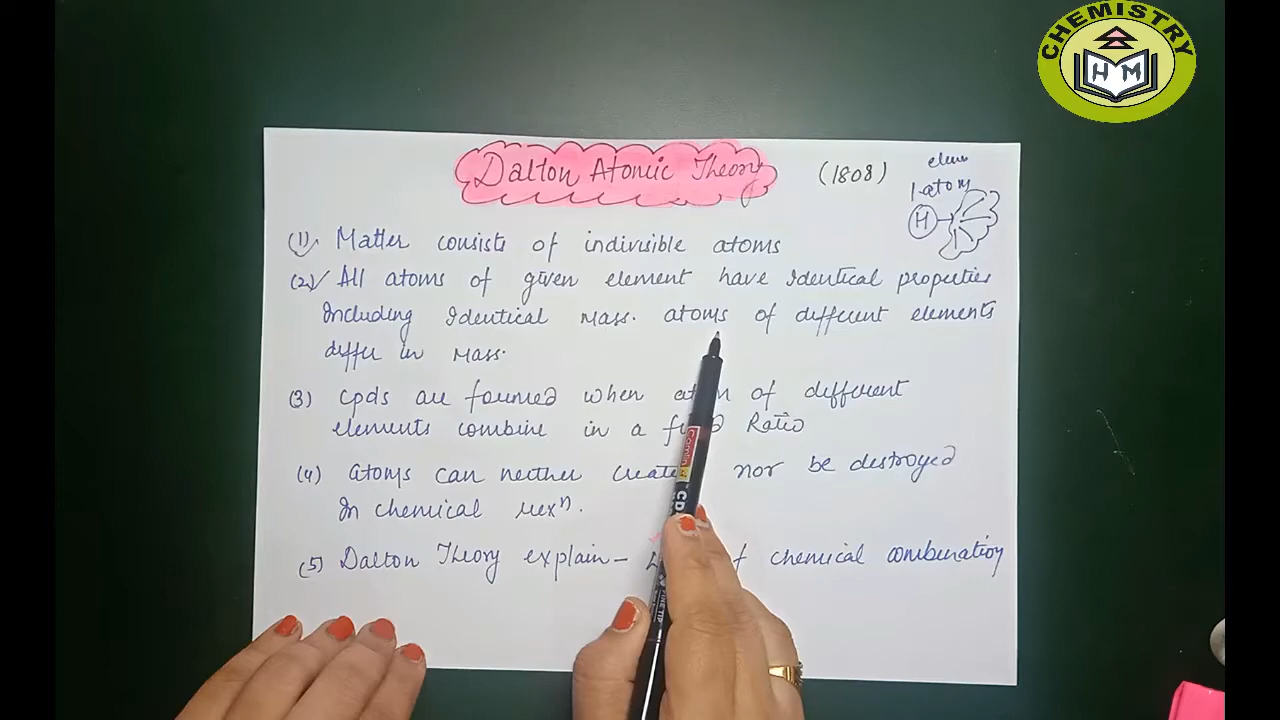 CHEMISTRY
H M
Dalton Atomic Theory (1808)
elem
1 atom
H
(1) Matter consists of indivisible atoms
(2) All atoms of given element have identical properties
Including identical mass. atoms of different elements
differ in mass.
(3) cpds are formed when atom of different
elements combine in a Ratio
(4) atoms can neither create nor be destroyed
In chemical rexn.
(5) Dalton Theory explain - of chemical combination